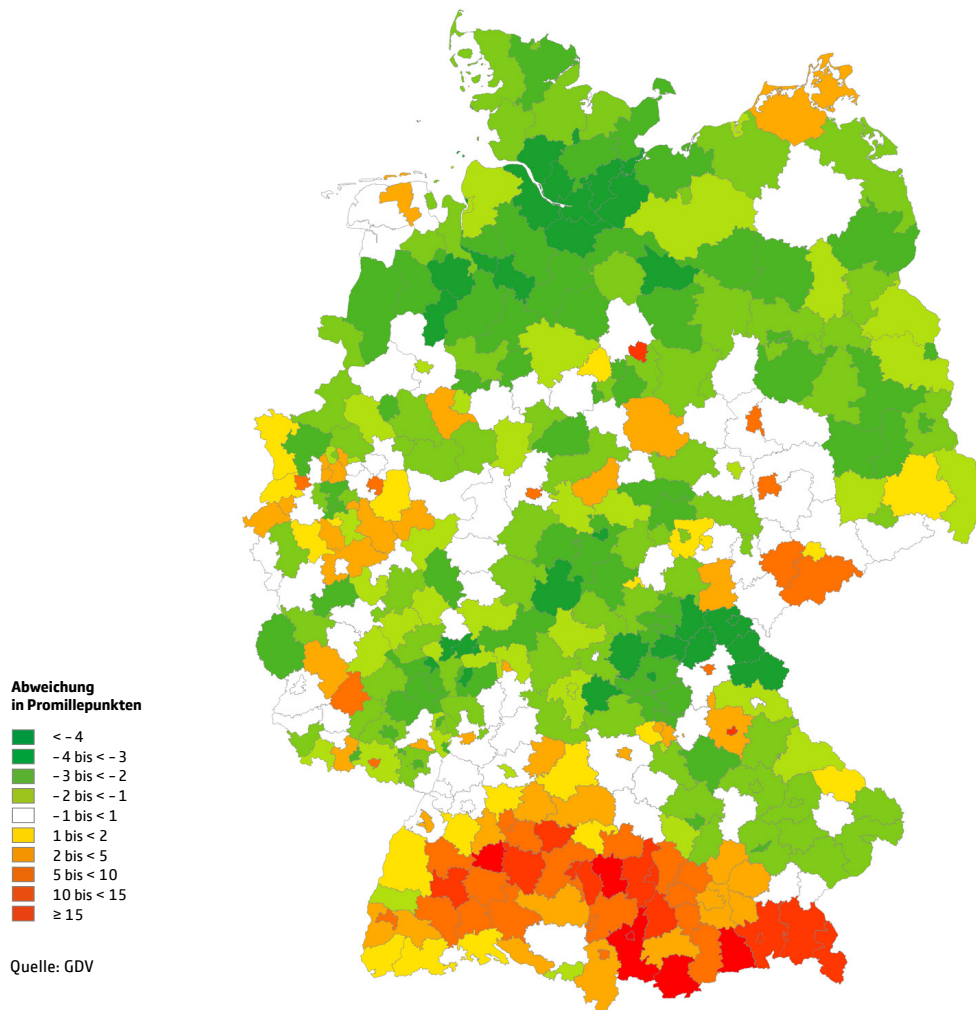 Abweichung
in Promillepunkten
< – 4
– 4 bis < – 3
– 3 bis < – 2
– 2 bis < – 1
– 1 bis < 1
1 bis < 2
2 bis < 5
5 bis < 10
10 bis < 15
≥ 15
Quelle: GDV